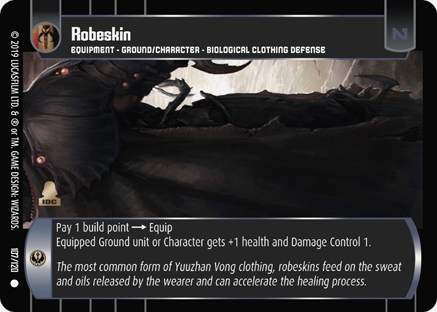 Robeskin
N
EQUIPMENT - GROUND/CHARACTER - BIOLOGICAL CLOTHING DEFENSE
© 2019 LUCASFILM LTD. & ® or TM. GAME DESIGN: WIZARDS.
IDC
107/120
Pay 1 build point → Equip
Equipped Ground unit or Character gets +1 health and Damage Control 1.
The most common form of Yuuzhan Vong clothing, robeskins feed on the sweat
and oils released by the wearer and can accelerate the healing process.